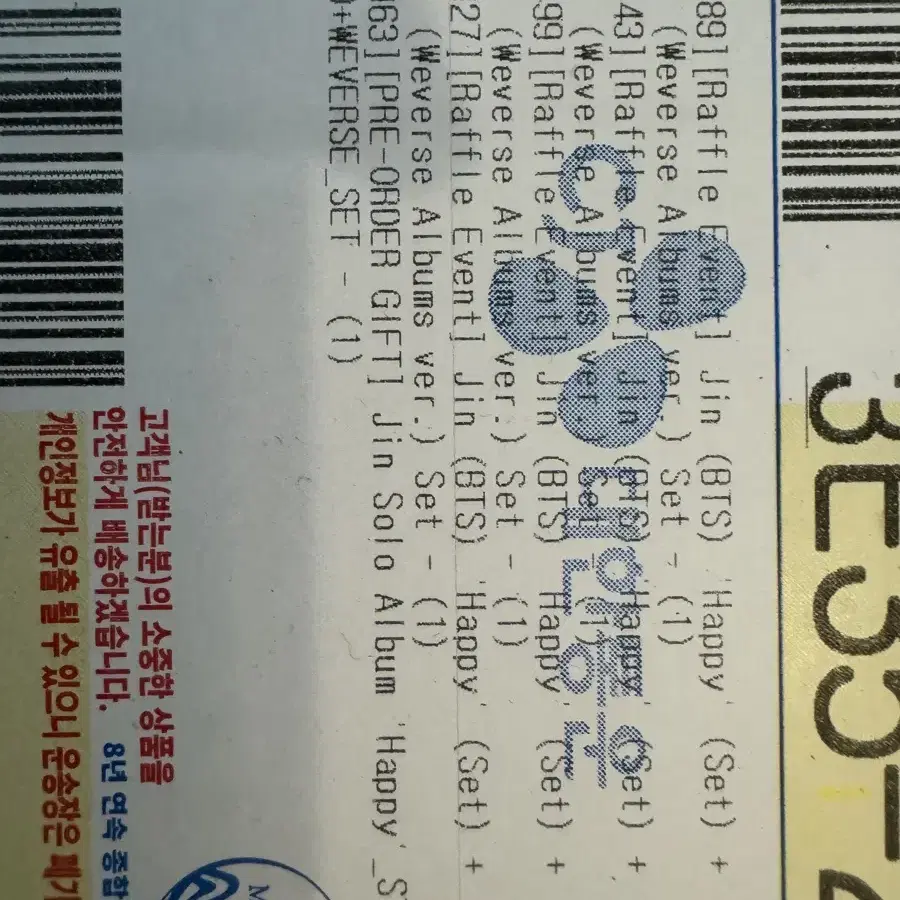 89] [Raffle Event] Jin (BTS) 'Happy' (Set) +
(Weverse Albums ver.) Set - (1)
43] [Raffle Event] Jin (BTS) 'Happy' (Set) +
(Weverse Albums ver.) Set - (1)
99] [Raffle Event] Jin (BTS) 'Happy' (Set) +
(Weverse Albums ver.) Set - (1)
27] [Raffle Event] Jin (BTS) 'Happy' (Set) +
(Weverse Albums ver.) Set - (1)
63] [PRE-ORDER GIFT] Jin Solo Album 'Happy'_S
+WEVERSE_SET - (1)
CJ 대한통운
3E35-2
고객님(받는분)의 소중한 상품을
안전하게 배송하겠습니다.
8년 연속 종합
개인정보가 유출 될 수 있으니 운송장은 폐기
M